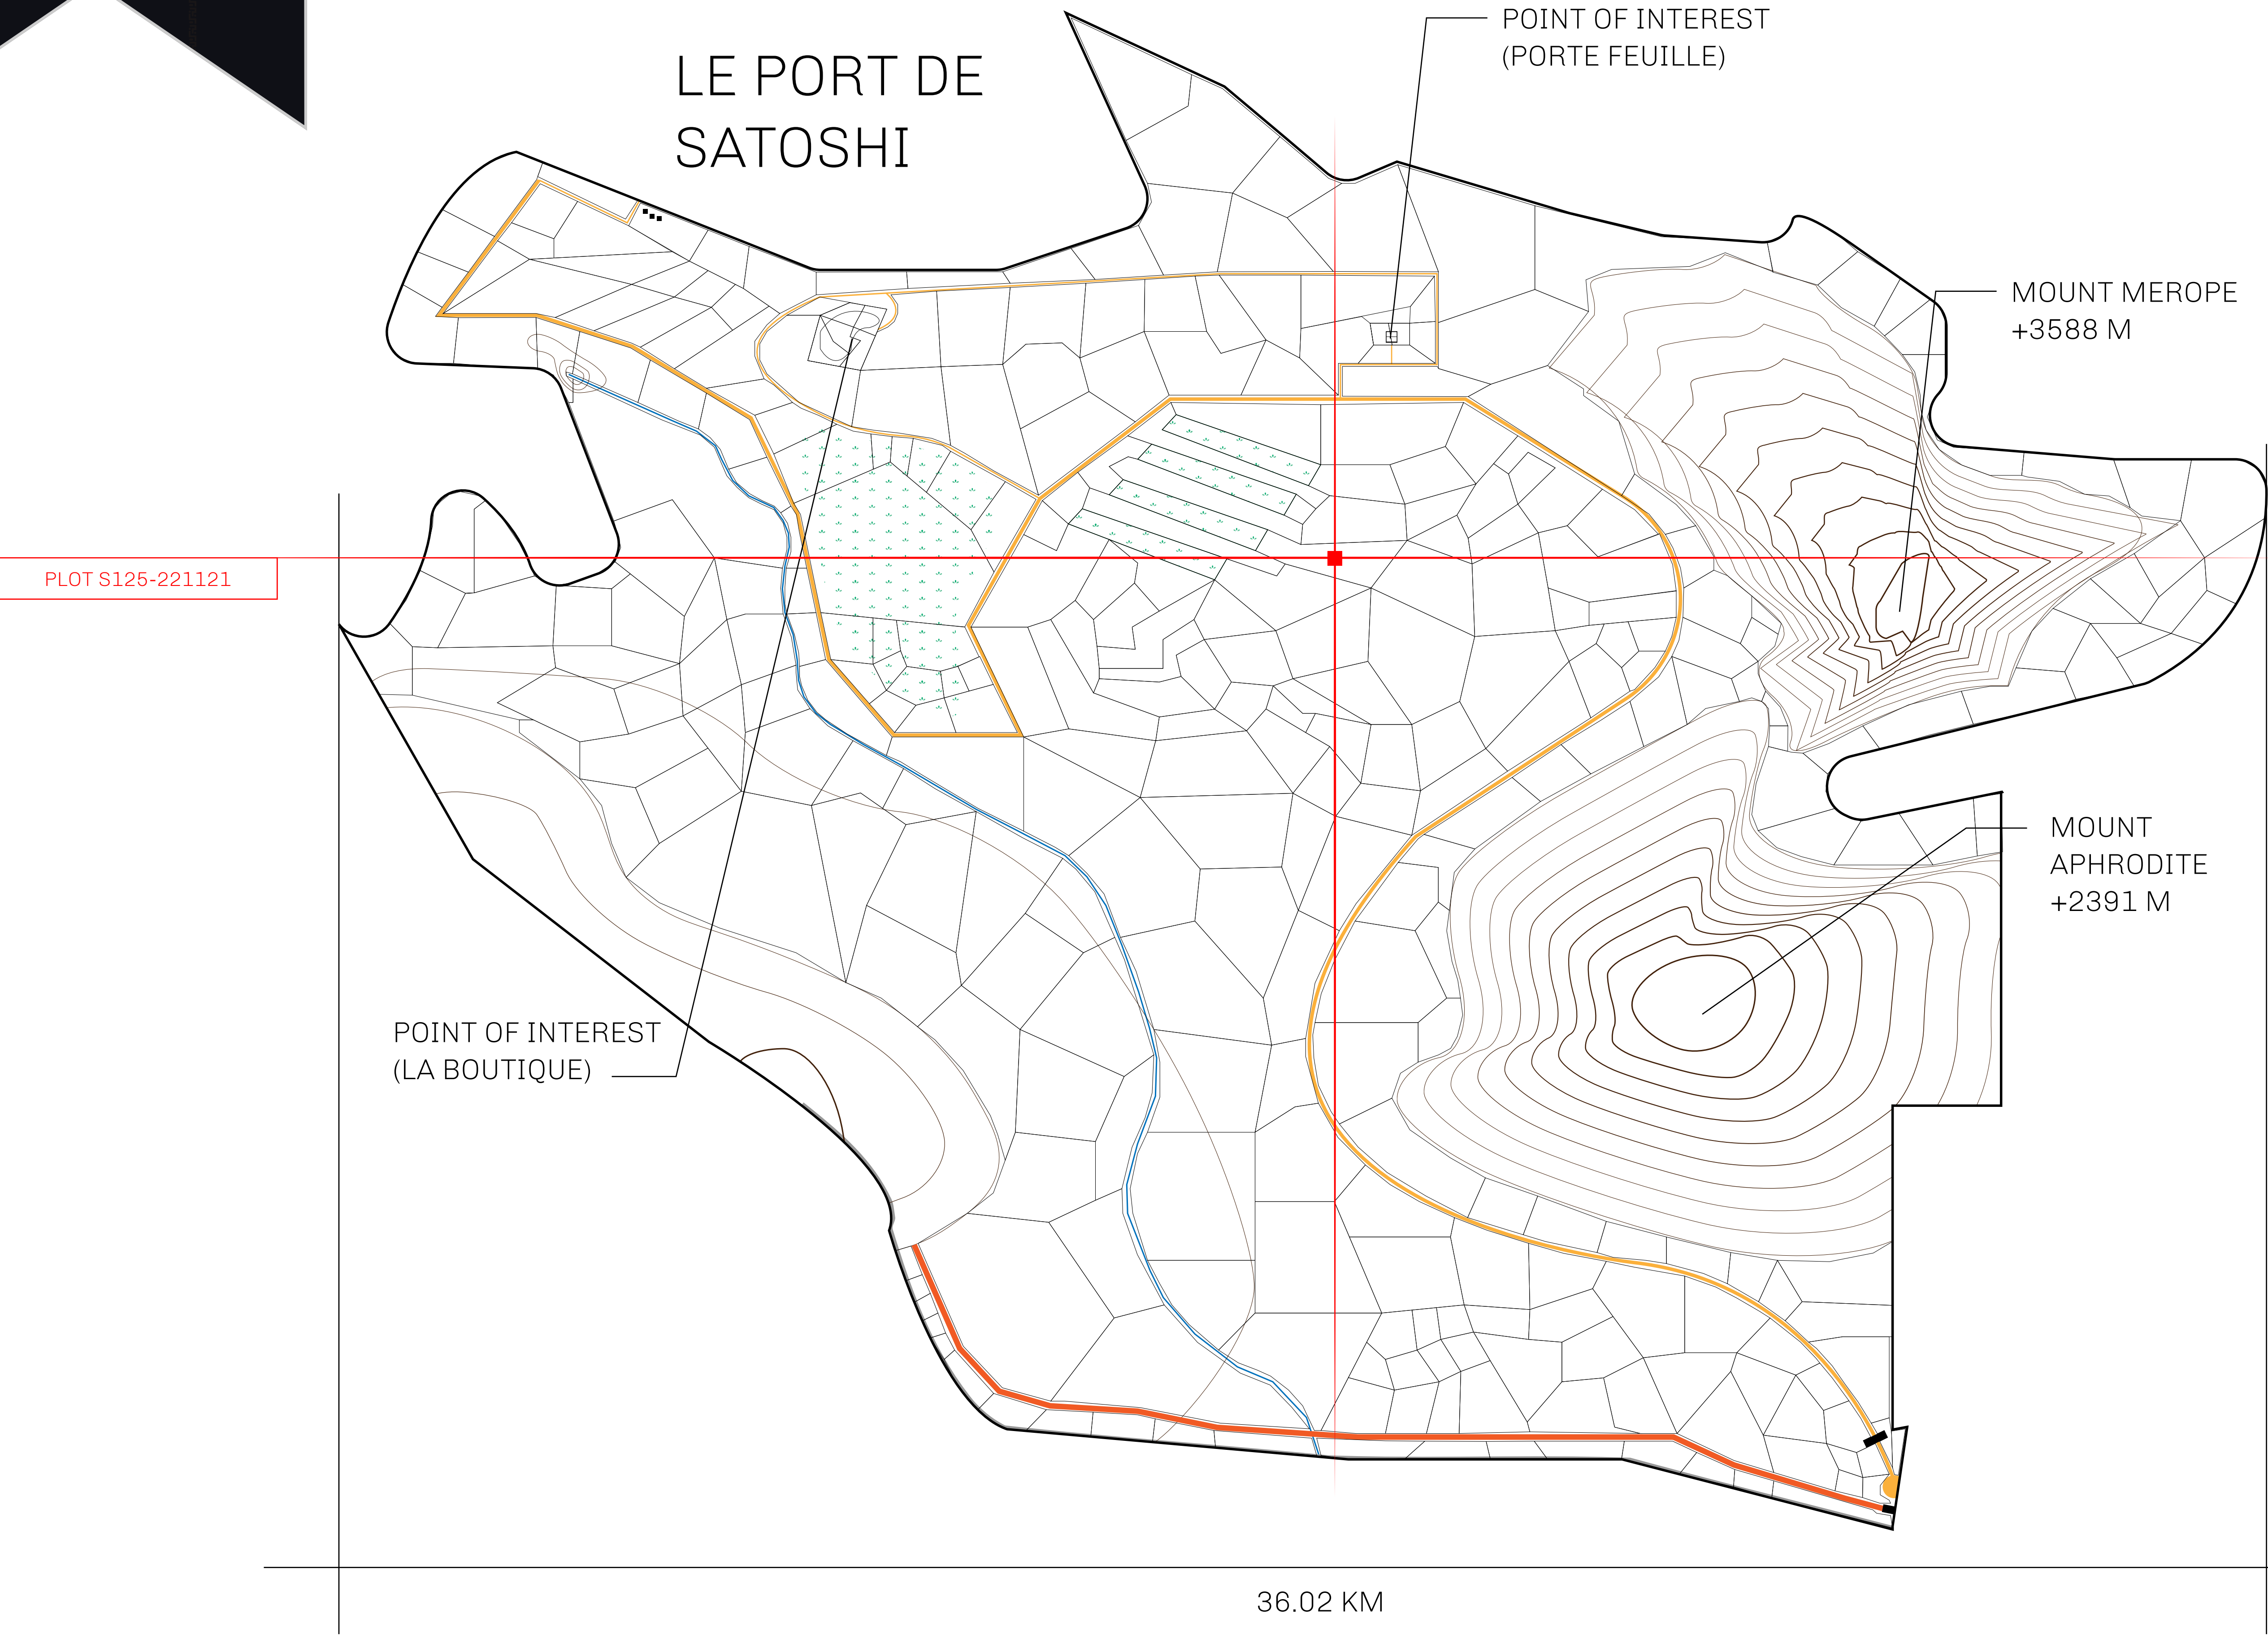 LE PORT DE
SATOSHI
POINT OF INTEREST
(PORTE FEUILLE)
MOUNT MEROPE
+3588 M
PLOT S125-221121
MOUNT
APHRODITE
+2391 M
POINT OF INTEREST
(LA BOUTIQUE)
36.02 KM